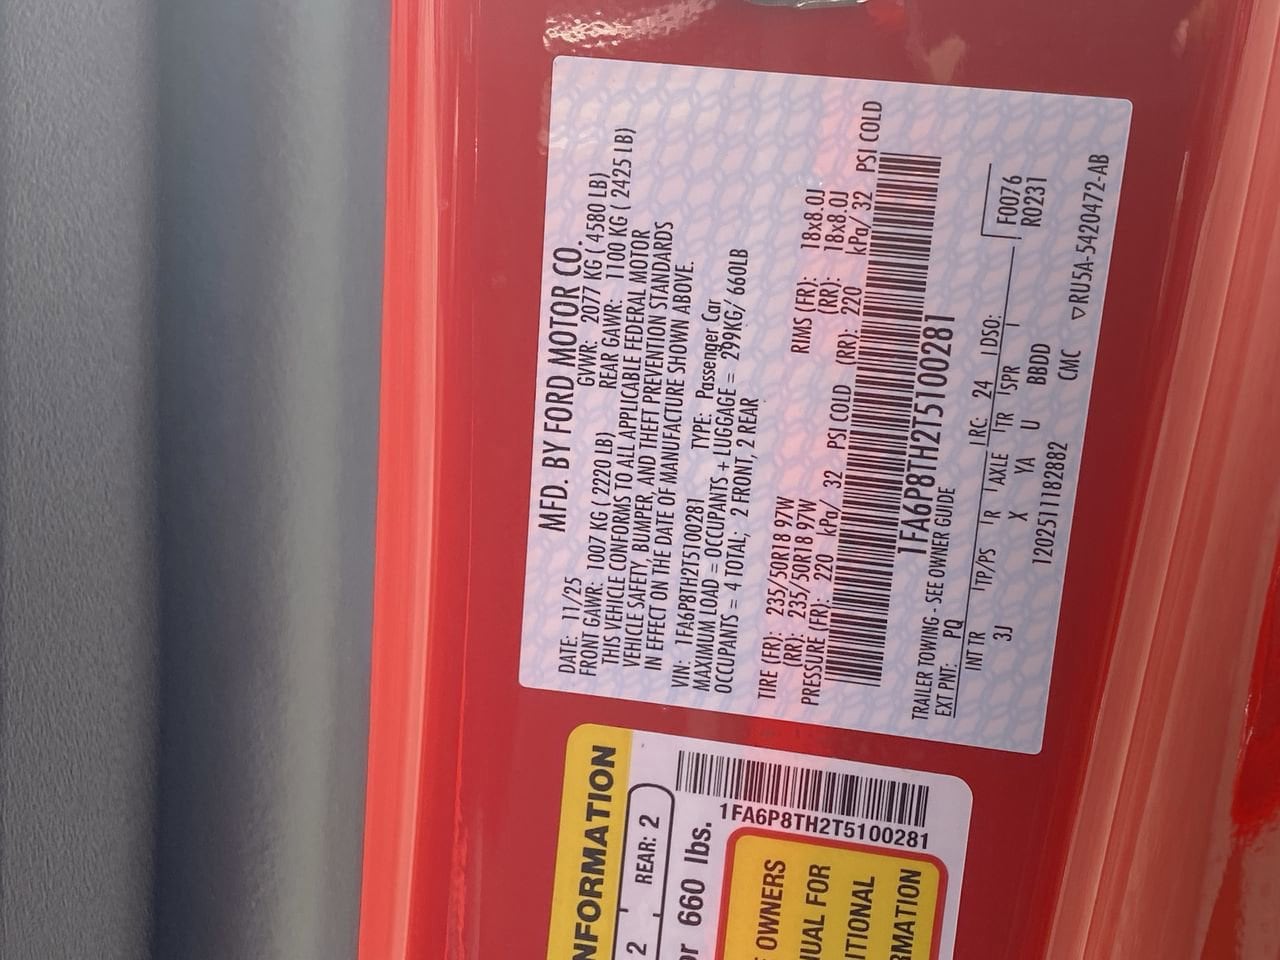 MFD. BY FORD MOTOR CO.
DATE: 11/25 GVWR: 2077 KG ( 4580 LB)
FRONT GAWR: 1007 KG ( 2220 LB) REAR GAWR: 1100 KG ( 2425 LB)
THIS VEHICLE CONFORMS TO ALL APPLICABLE FEDERAL MOTOR
VEHICLE SAFETY, BUMPER, AND THEFT PREVENTION STANDARDS
IN EFFECT ON THE DATE OF MANUFACTURE SHOWN ABOVE.
VIN: 1FA6P8TH2T5100281 TYPE: Passenger Car
MAXIMUM LOAD = OCCUPANTS + LUGGAGE = 299KG/ 660LB
OCCUPANTS = 4 TOTAL; 2 FRONT, 2 REAR
TIRE (FR): 235/50R18 97W RIMS (FR): 18x8.0J
(RR): 235/50R18 97W (RR): 18x8.0J
PRESSURE (FR): 220 kPa/ 32 PSI COLD (RR): 220 kPa/ 32 PSI COLD
1FA6P8TH2T5100281
TRAILER TOWING - SEE OWNER GUIDE
EXT PNT: PQ RC: 24 DSO: F0076
INT TR TP/PS R AXLE TR SPR R0231
3J X YA U BBDD
1202511182882 CMC ▽RU5A-5420472-AB
NFORMATION
2 REAR: 2
or 660 lbs.
1FA6P8TH2T5100281
OWNERS
UAL FOR
ITIONAL
RMATION